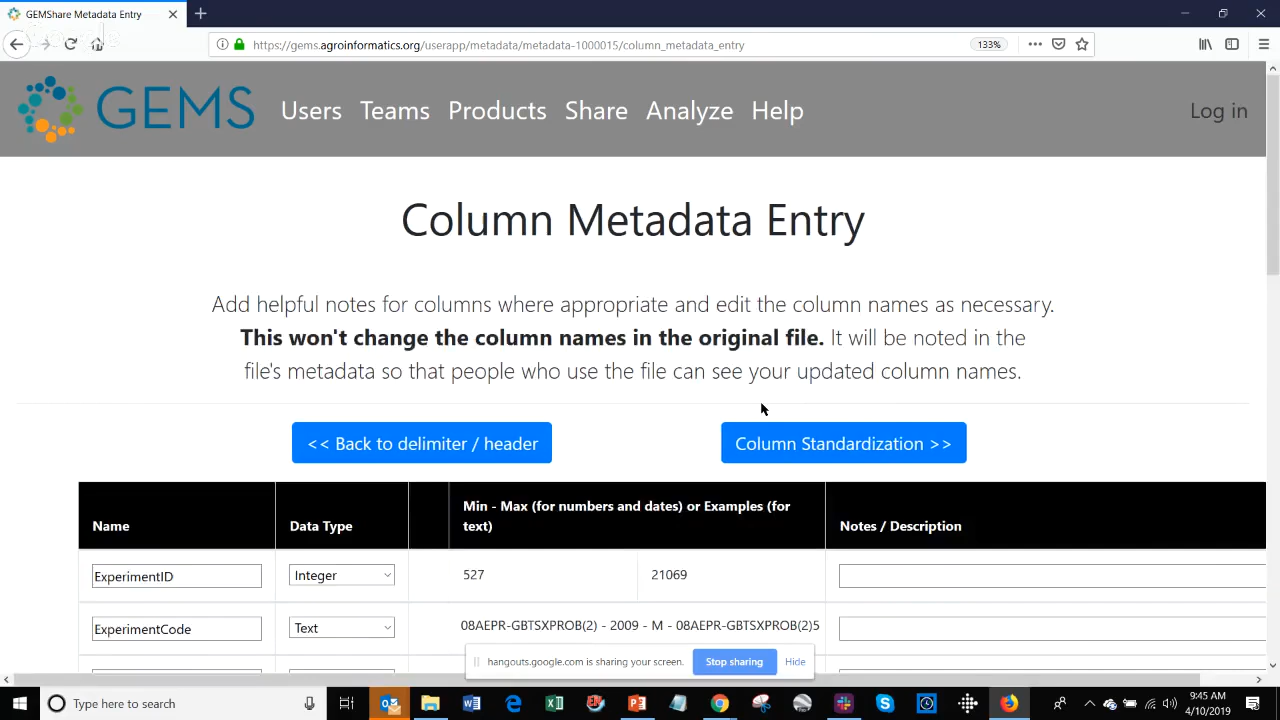 GEMShare Metadata Entry
https://gems.agroinformatics.org/userapp/metadata/metadata-1000015/column_metadata_entry
133%
GEMS Users Teams Products Share Analyze Help Log in
Column Metadata Entry
Add helpful notes for columns where appropriate and edit the column names as necessary.
This won't change the column names in the original file. It will be noted in the
file's metadata so that people who use the file can see your updated column names.
<< Back to delimiter / header
Column Standardization >>
Name
Data Type
Min - Max (for numbers and dates) or Examples (for
text)
Notes / Description
ExperimentID
Integer
527
21069
ExperimentCode
Text
08AEPR-GBTSXPROB(2) - 2009 - M - 08AEPR-GBTSXPROB(2)5
hangouts.google.com is sharing your screen.
Stop sharing
Hide
Type here to search
9:45 AM
4/10/2019